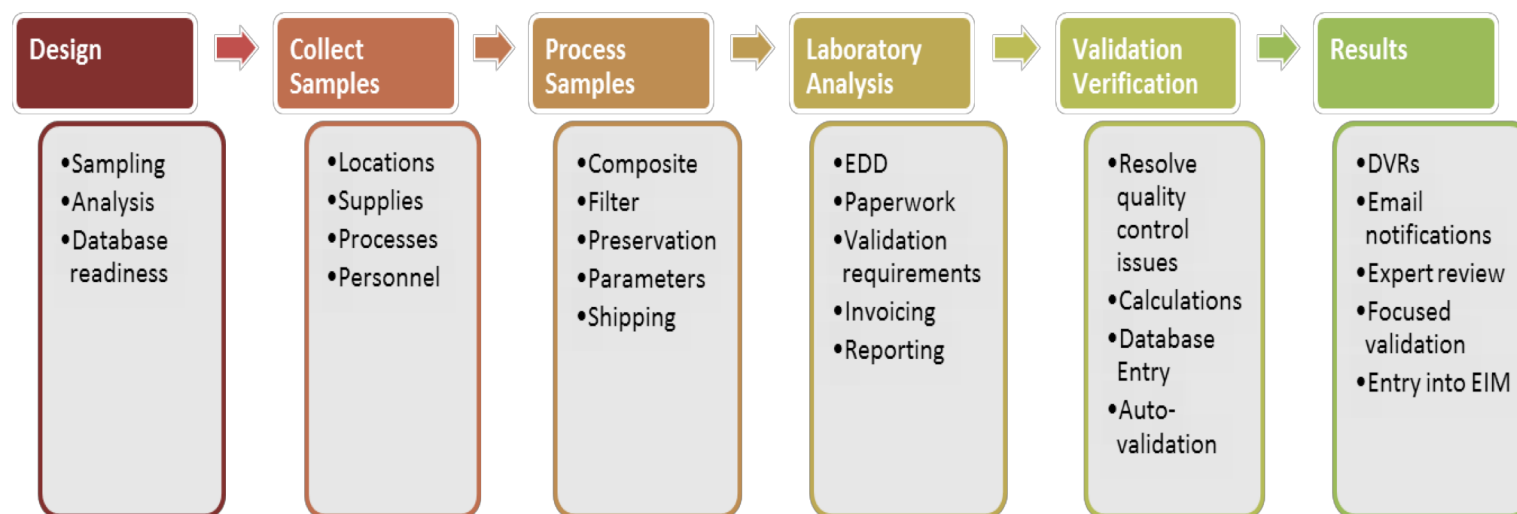 Design
•Sampling
•Analysis
•Database
readiness
Collect
Samples
•Locations
•Supplies
•Processes
•Personnel
Process
Samples
•Composite
•Filter
•Preservation
•Parameters
•Shipping
Laboratory
Analysis
•EDD
•Paperwork
•Validation
requirements
•Invoicing
•Reporting
Validation
Verification
•Resolve
quality
control
issues
•Calculations
•Database
Entry
•Auto-
validation
Results
•DVRs
•Email
notifications
•Expert review
•Focused
validation
•Entry into EIM